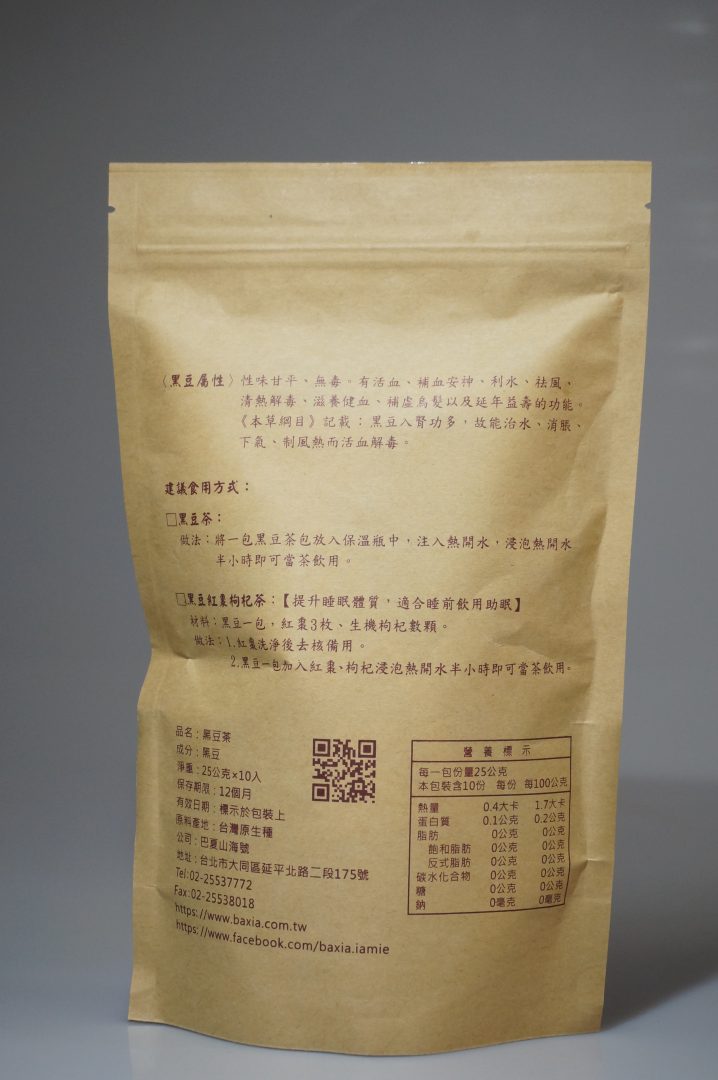 〈黑豆屬性〉性味甘平、無毒。有活血、補血安神、利水、祛風、
清熱解毒、滋養健血、補虛烏髮以及延年益壽的功能。
《本草綱目》記載：黑豆入腎功多，故能治水、消脹、
下氣、制風熱而活血解毒。
建議食用方式：
□黑豆茶：
做法：將一包黑豆茶包放入保溫瓶中，注入熱開水，浸泡熱開水
半小時即可當茶飲用。
□黑豆紅棗枸杞茶：【提升睡眠體質，適合睡前飲用助眠】
材料：黑豆一包，紅棗3枚、生機枸杞數顆。
做法：1.紅棗洗淨後去核備用。
2.黑豆一包加入紅棗、枸杞浸泡熱開水半小時即可當茶飲用。
品名：黑豆茶
成分：黑豆
淨重：25公克×10入
保存期限：12個月
有效日期：標示於包裝上
原料產地：台灣原生種
公司：巴夏山海號
地址：台北市大同區延平北路二段175號
Tel:02-25537772
Fax:02-25538018
https://www.baxia.com.tw
https://www.facebook.com/baxia.iamie
營養標示
每一包份量25公克
本包裝含10份 每份 每100公克
熱量 0.4大卡 1.7大卡
蛋白質 0.1公克 0.2公克
脂肪 0公克 0公克
飽和脂肪 0公克 0公克
反式脂肪 0公克 0公克
碳水化合物 0公克 0公克
糖 0公克 0公克
鈉 0毫克 0毫克